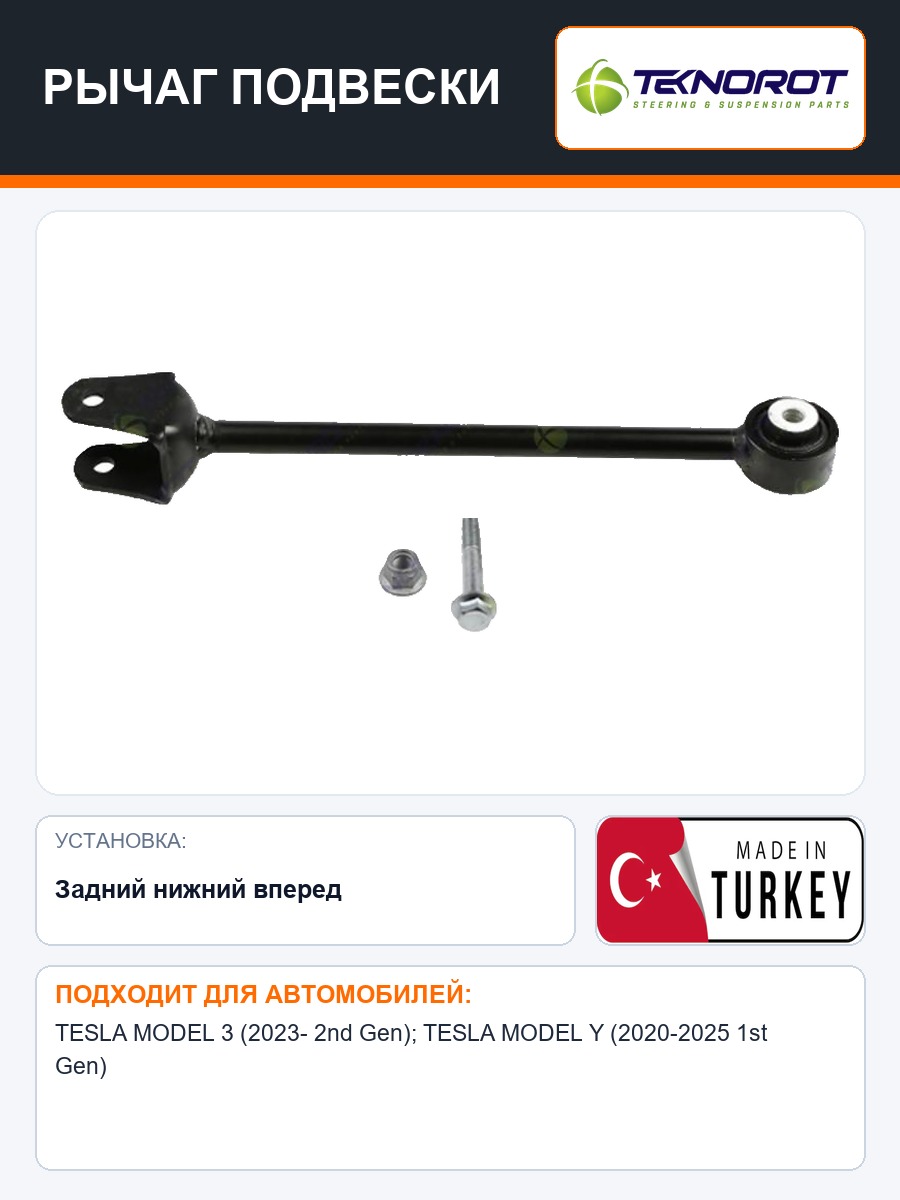 РЫЧАГ ПОДВЕСКИ
TEKNOROT
STEERING & SUSPENSION PARTS
УСТАНОВКА:
Задний нижний вперед
MADE IN
TURKEY
ПОДХОДИТ ДЛЯ АВТОМОБИЛЕЙ:
TESLA MODEL 3 (2023- 2nd Gen); TESLA MODEL Y (2020-2025 1st
Gen)